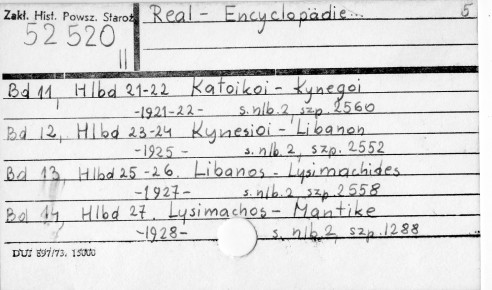 Zakł. Hist. Powsz. Staroż. Real - Encyclopädie... 5
52520
II
Bd 11, Hlbd 21-22 Katoikoi - Kynegoi
-1921-22- s. nlb. 2, szp. 2560
Bd 12, Hlbd 23-24 Kynesioi - Libanon
-1925- s. nlb. 2, szp. 2552
Bd 13, Hlbd 25-26. Libanos - Lysimachides
-1927- s. nlb. 2, szp. 2558
Bd 14, Hlbd 27. Lysimachos - Mantike
-1928- s. nlb. 2, szp. 1288
DUJ 897/73. 15000